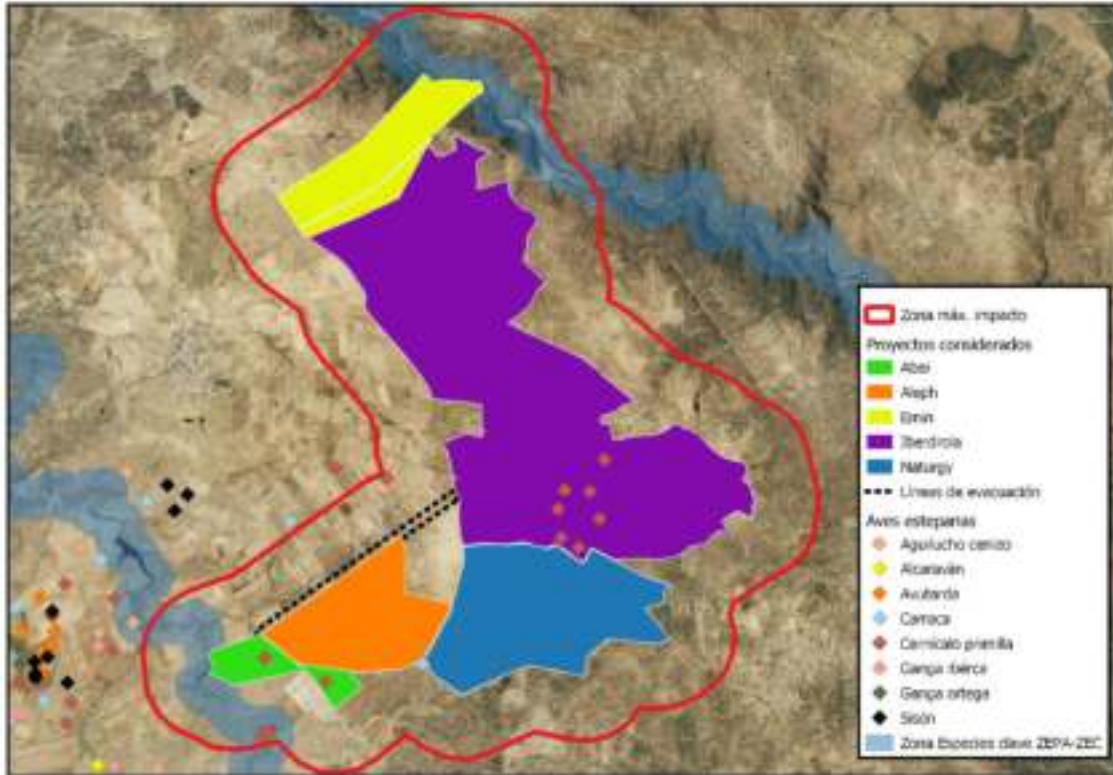 Zona máx. impacto
Proyectos considerados
Abei
Aleph
Emin
Iberdrola
Naturgy
Líneas de evacuación
Aves esteparias
Aguilucho cenizo
Alcaraván
Avutarda
Carraca
Cernícalo primilla
Ganga ibérica
Ganga ortega
Sisón
Zona Especies clave ZEPA-ZEC